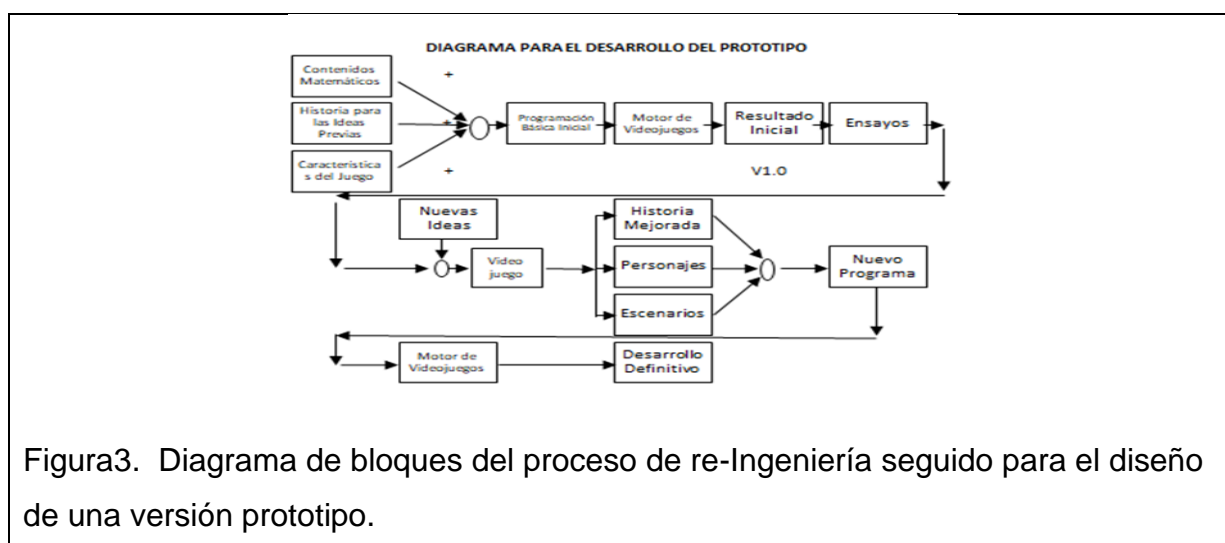 DIAGRAMA PARA EL DESARROLLO DEL PROTOTIPO
Contenidos
Matemáticos
+
Historia para
las Ideas
Previas
+
Característica
s del Juego
+
Programación
Básica Inicial
Motor de
Videojuegos
Resultado
Inicial
Ensayos
V1.0
Nuevas
Ideas
Video
juego
Historia
Mejorada
Personajes
Escenarios
Nuevo
Programa
Motor de
Videojuegos
Desarrollo
Definitivo
Figura3. Diagrama de bloques del proceso de re-Ingeniería seguido para el diseño
de una versión prototipo.